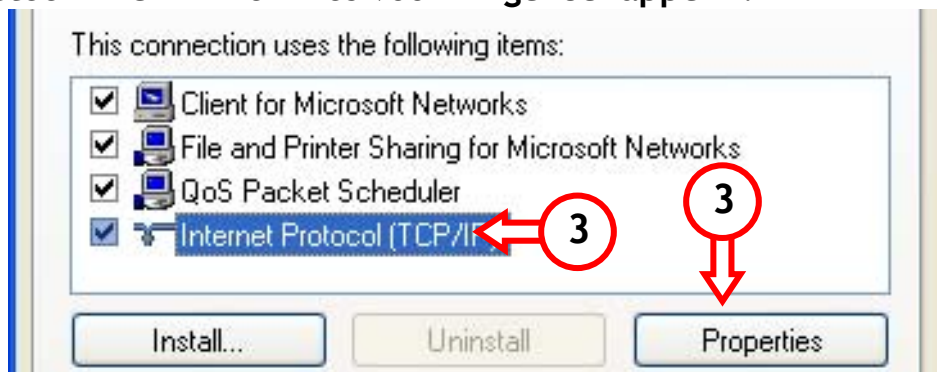 This connection uses the following items:
Client for Microsoft Networks
File and Printer Sharing for Microsoft Networks
QoS Packet Scheduler
Internet Protocol (TCP/IP)
3
3
Install...
Uninstall
Properties